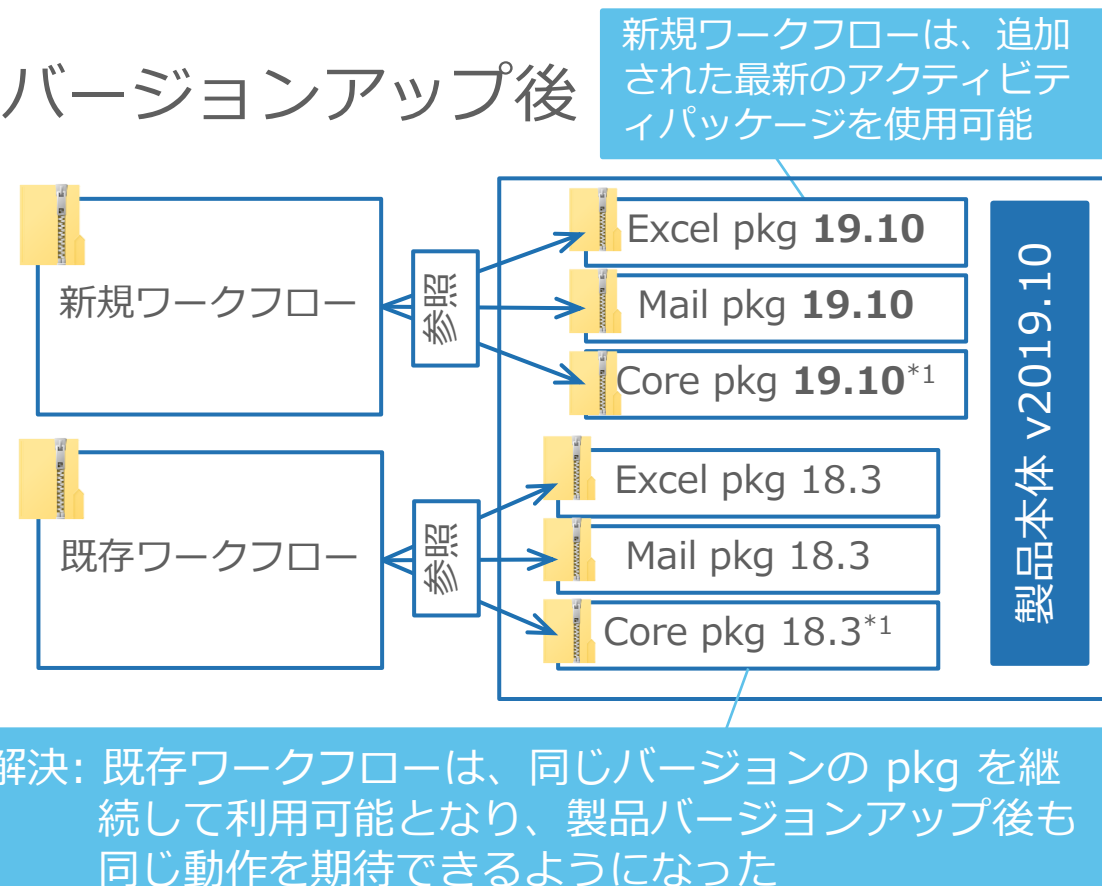 バージョンアップ後
新規ワークフローは、追加
された最新のアクティビテ
ィパッケージを使用可能
新規ワークフロー
参照
Excel pkg 19.10
Mail pkg 19.10
Core pkg 19.10*1
既存ワークフロー
参照
Excel pkg 18.3
Mail pkg 18.3
Core pkg 18.3*1
製品本体 v2019.10
解決: 既存ワークフローは、同じバージョンの pkg を継
続して利用可能となり、製品バージョンアップ後も
同じ動作を期待できるようになった